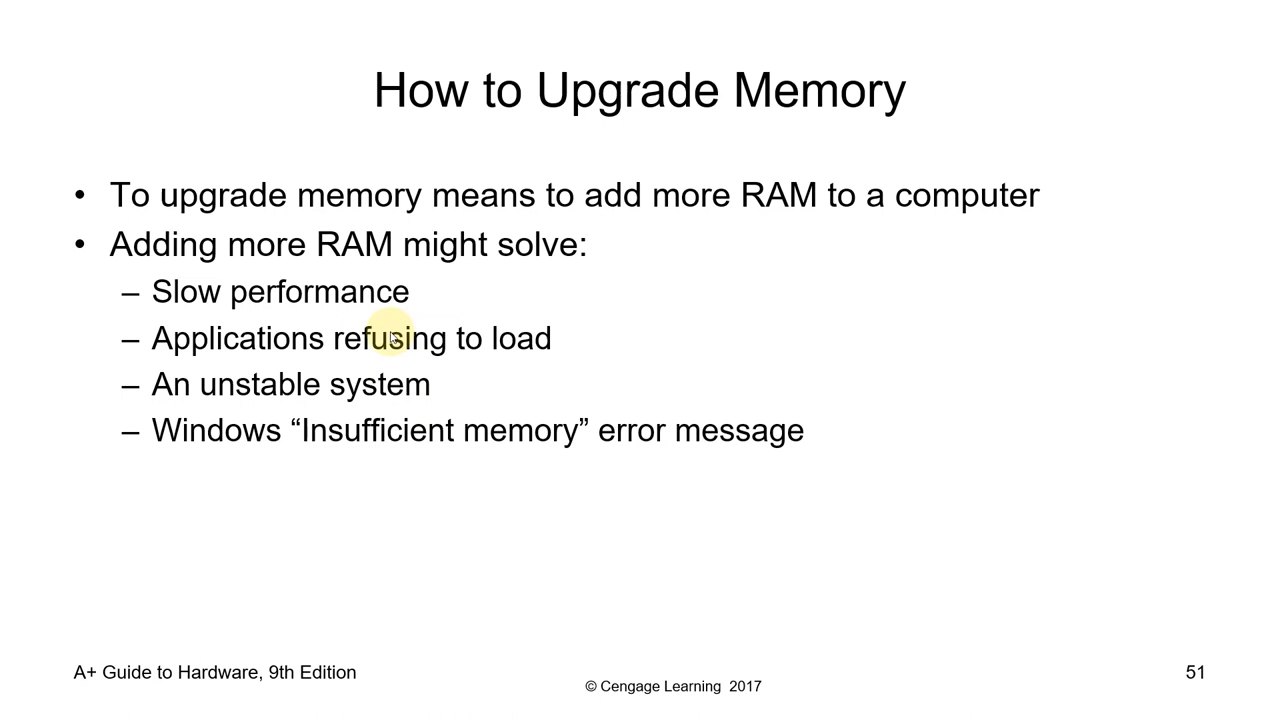 How to Upgrade Memory
• To upgrade memory means to add more RAM to a computer
• Adding more RAM might solve:
– Slow performance
– Applications refusing to load
– An unstable system
– Windows “Insufficient memory” error message
A+ Guide to Hardware, 9th Edition
© Cengage Learning 2017
51